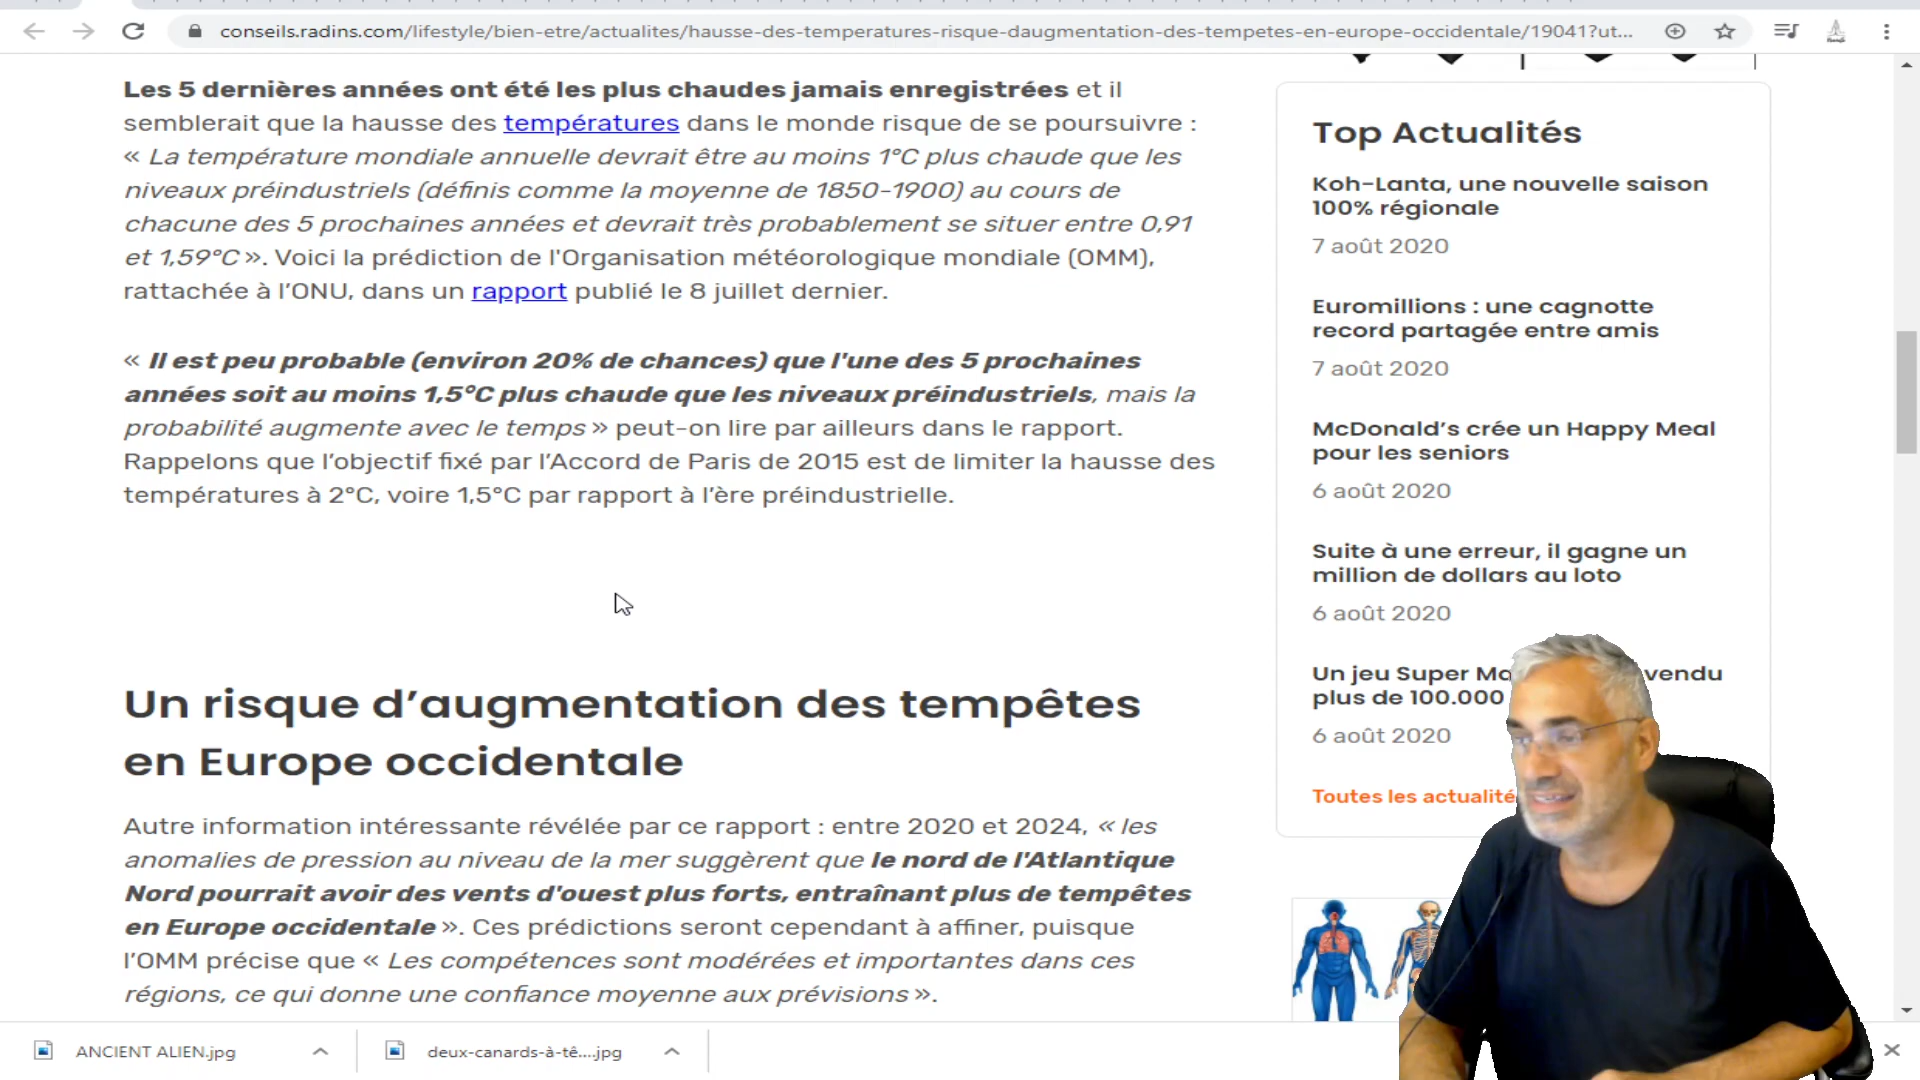 conseils.radins.com/lifestyle/bien-etre/actualites/hausse-des-temperatures-risque-daugmentation-des-tempetes-en-europe-occidentale/19041?ut...
Les 5 dernières années ont été les plus chaudes jamais enregistrées et il
semblerait que la hausse des températures dans le monde risque de se poursuivre :
« La température mondiale annuelle devrait être au moins 1°C plus chaude que les
niveaux préindustriels (définis comme la moyenne de 1850-1900) au cours de
chacune des 5 prochaines années et devrait très probablement se situer entre 0,91
et 1,59°C ». Voici la prédiction de l'Organisation météorologique mondiale (OMM),
rattachée à l’ONU, dans un rapport publié le 8 juillet dernier.
« Il est peu probable (environ 20% de chances) que l'une des 5 prochaines
années soit au moins 1,5°C plus chaude que les niveaux préindustriels, mais la
probabilité augmente avec le temps » peut-on lire par ailleurs dans le rapport.
Rappelons que l’objectif fixé par l’Accord de Paris de 2015 est de limiter la hausse des
températures à 2°C, voire 1,5°C par rapport à l’ère préindustrielle.
Un risque d’augmentation des tempêtes
en Europe occidentale
Autre information intéressante révélée par ce rapport : entre 2020 et 2024, « les
anomalies de pression au niveau de la mer suggèrent que le nord de l'Atlantique
Nord pourrait avoir des vents d'ouest plus forts, entraînant plus de tempêtes
en Europe occidentale ». Ces prédictions seront cependant à affiner, puisque
l’OMM précise que « Les compétences sont modérées et importantes dans ces
régions, ce qui donne une confiance moyenne aux prévisions ».
Top Actualités
Koh-Lanta, une nouvelle saison
100% régionale
7 août 2020
Euromillions : une cagnotte
record partagée entre amis
7 août 2020
McDonald’s crée un Happy Meal
pour les seniors
6 août 2020
Suite à une erreur, il gagne un
million de dollars au loto
6 août 2020
Un jeu Super vendu
plus de 100.000
6 août 2020
Toutes les
ANCIENT ALIEN.jpg
deux-canards-à-tê....jpg